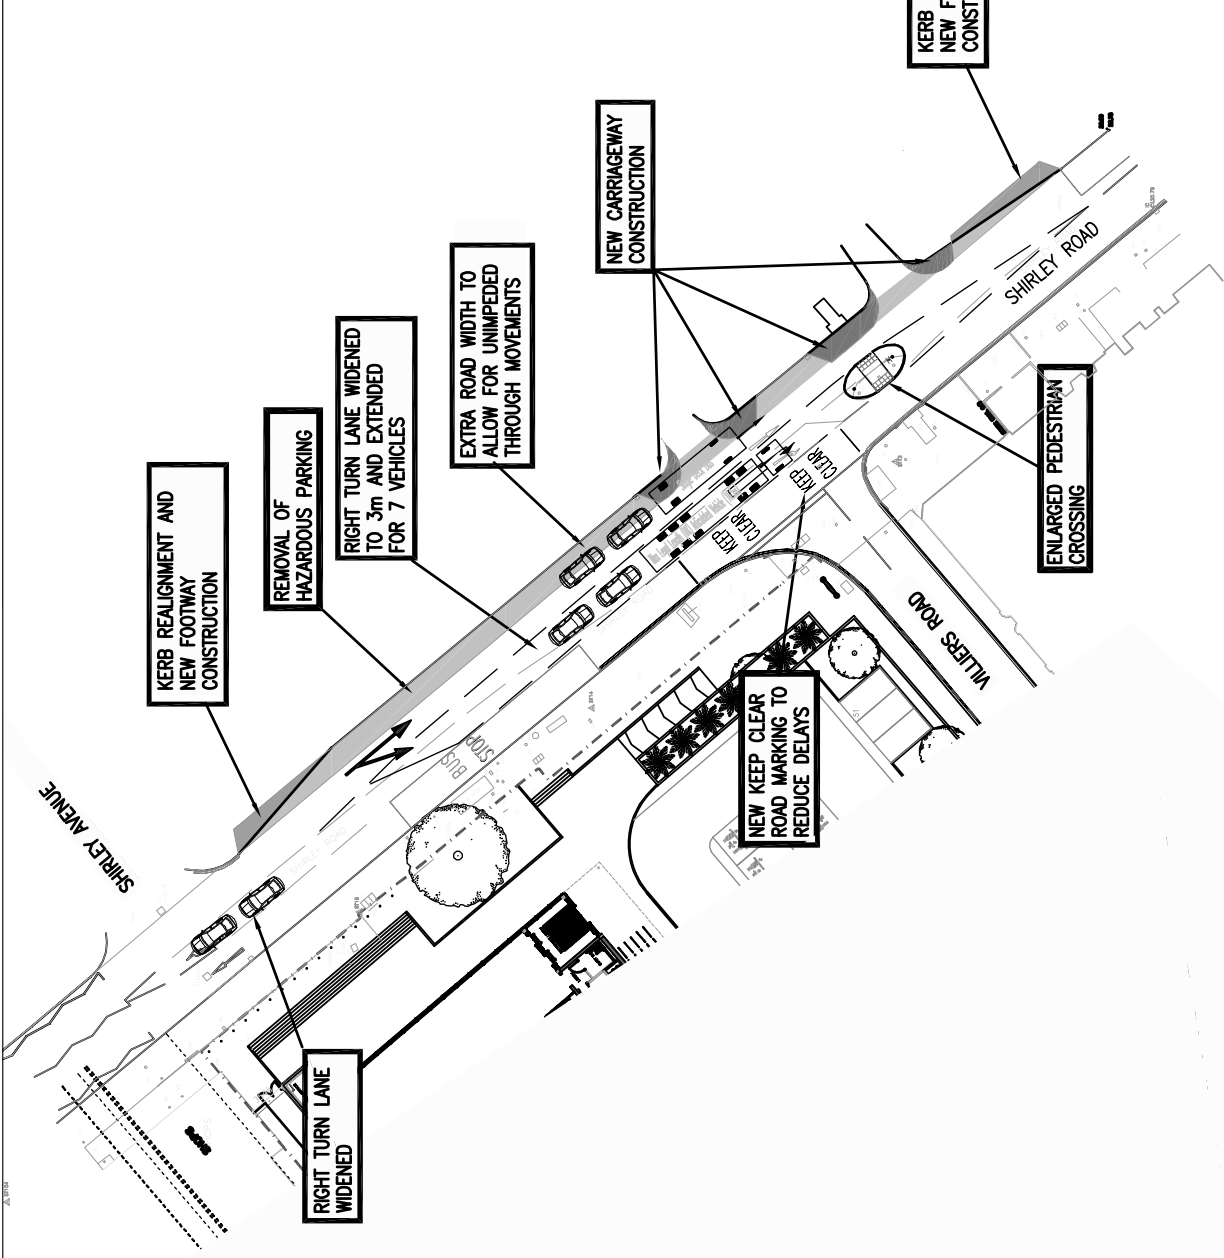 KERB REALIGNMENT AND
NEW FOOTWAY
CONSTRUCTION
REMOVAL OF
HAZARDOUS PARKING
RIGHT TURN LANE WIDENED
TO 3m AND EXTENDED
FOR 7 VEHICLES
EXTRA ROAD WIDTH TO
ALLOW FOR UNIMPEDED
THROUGH MOVEMENTS
NEW CARRIAGEWAY
CONSTRUCTION
KERB
NEW F
CONST
SHIRLEY ROAD
SHIRLEY AVENUE
SHIRLEY ROAD
BUS
STOP
KEEP
CLEAR
KEEP
CLEAR
VILLIERS ROAD
ENLARGED PEDESTRIAN
CROSSING
NEW KEEP CLEAR
ROAD MARKING TO
REDUCE DELAYS
RIGHT TURN LANE
WIDENED
SHOPS